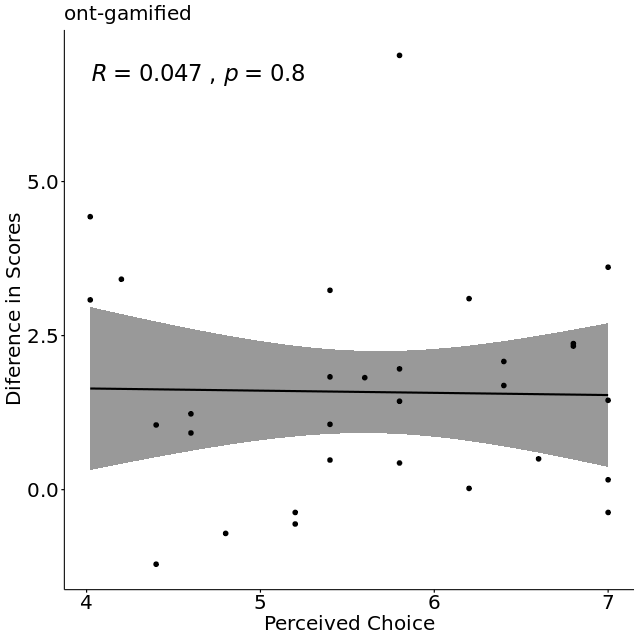 ont-gamified
R = 0.047 , p = 0.8
5.0
2.5
0.0
Diference in Scores
4 5 6 7
Perceived Choice